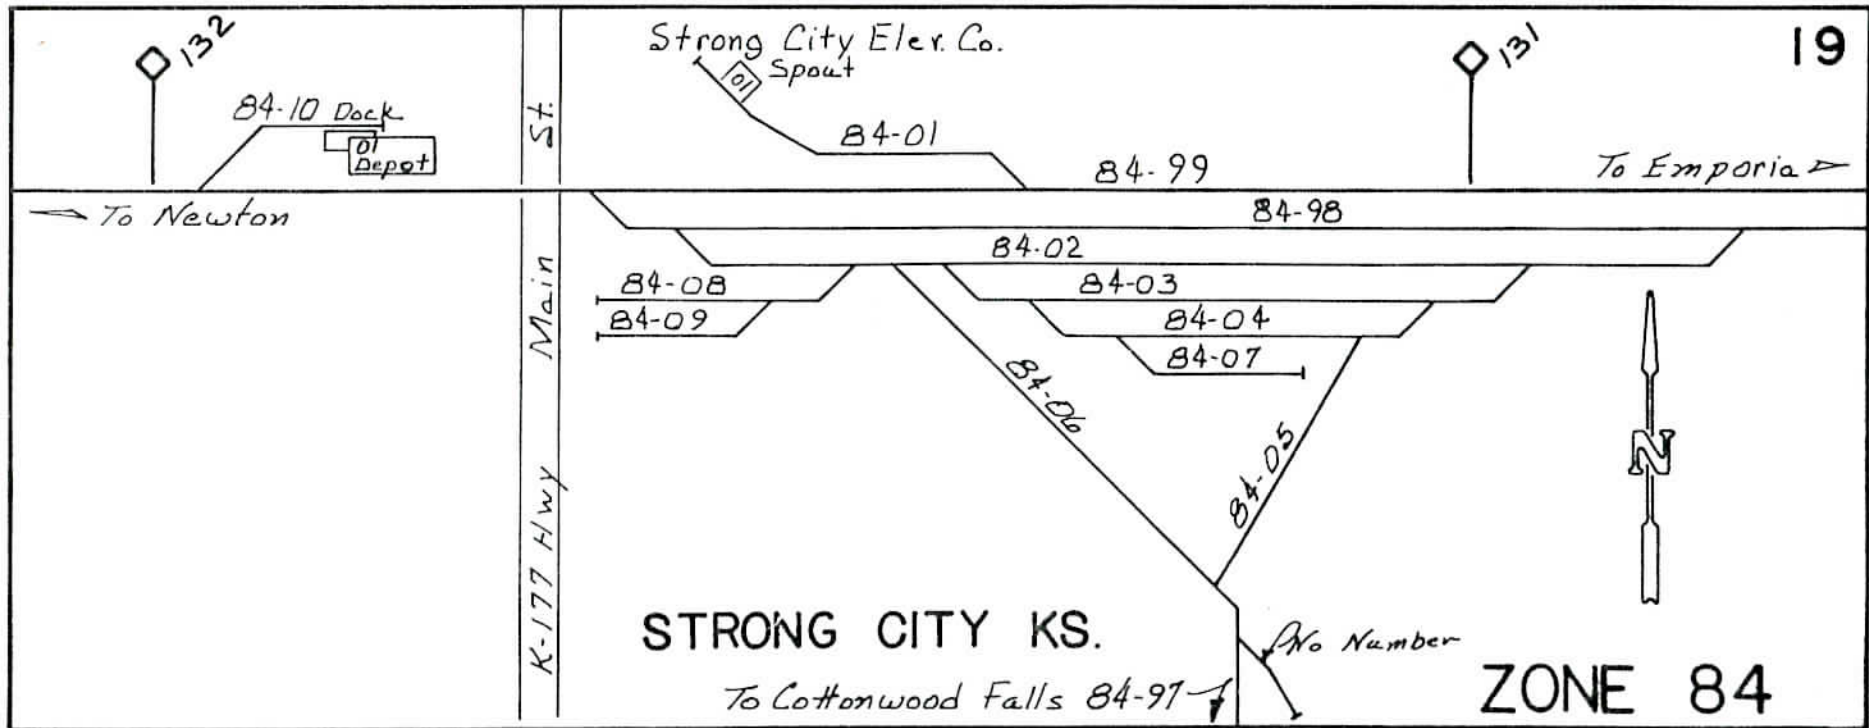 132
Strong City Elev. Co.
01
Spout
131
19
84-10 Dock
01
Depot
St.
84-01
84-99
To Emporia
To Newton
84-98
84-02
Main
84-08
84-03
84-09
84-04
84-07
84-06
84-05
N
K-177 Hwy
STRONG CITY KS.
No Number
To Cottonwood Falls 84-97
ZONE 84